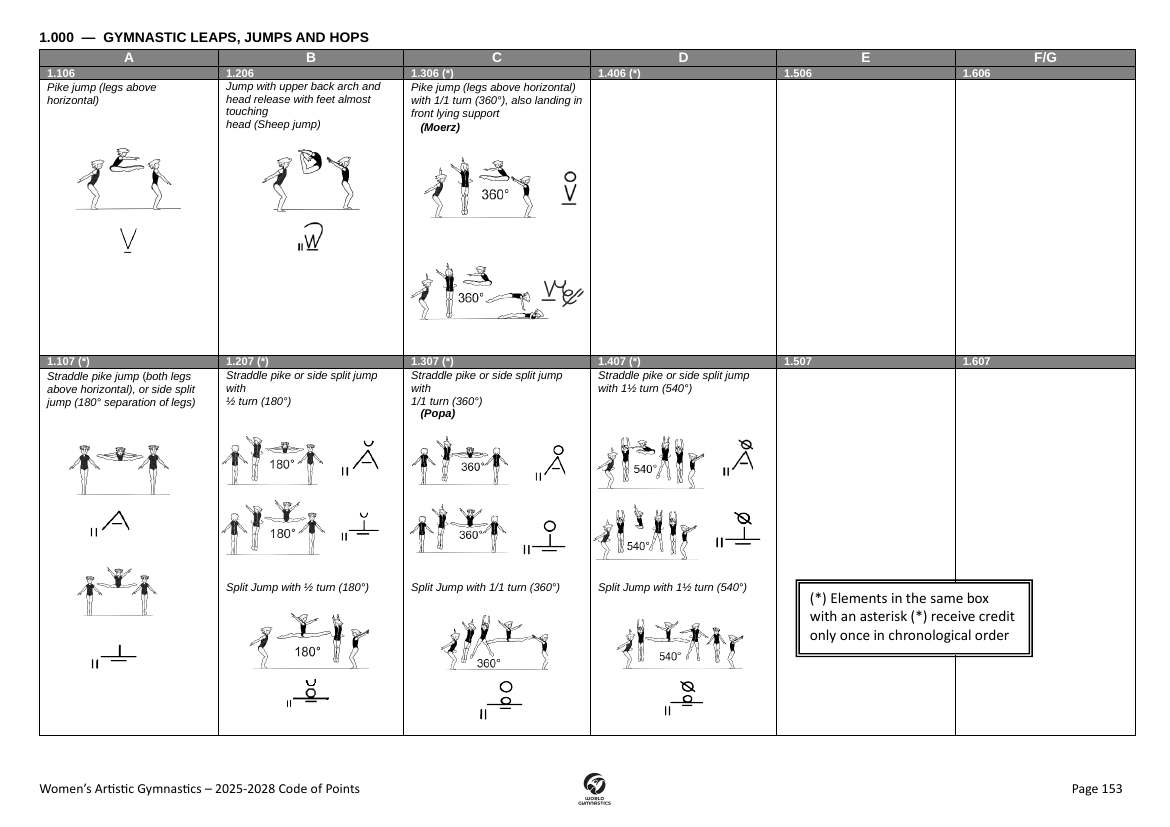 1.000 — GYMNASTIC LEAPS, JUMPS AND HOPS
A B C D E F/G
1.106 1.206 1.306 (*) 1.406 (*) 1.506 1.606
Pike jump (legs above
horizontal)
Jump with upper back arch and
head release with feet almost
touching
head (Sheep jump)
Pike jump (legs above horizontal)
with 1/1 turn (360°), also landing in
front lying support
(Moerz)
360°
360°
1.107 (*) 1.207 (*) 1.307 (*) 1.407 (*) 1.507 1.607
Straddle pike jump (both legs
above horizontal), or side split
jump (180° separation of legs)
Straddle pike or side split jump
with
½ turn (180°)
180°
180°
Split Jump with ½ turn (180°)
180°
Straddle pike or side split jump
with
1/1 turn (360°)
(Popa)
360°
360°
Split Jump with 1/1 turn (360°)
360°
Straddle pike or side split jump
with 1½ turn (540°)
540°
540°
Split Jump with 1½ turn (540°)
540°
(*) Elements in the same box
with an asterisk (*) receive credit
only once in chronological order
Women's Artistic Gymnastics – 2025-2028 Code of Points
WORLD
GYMNASTICS
Page 153